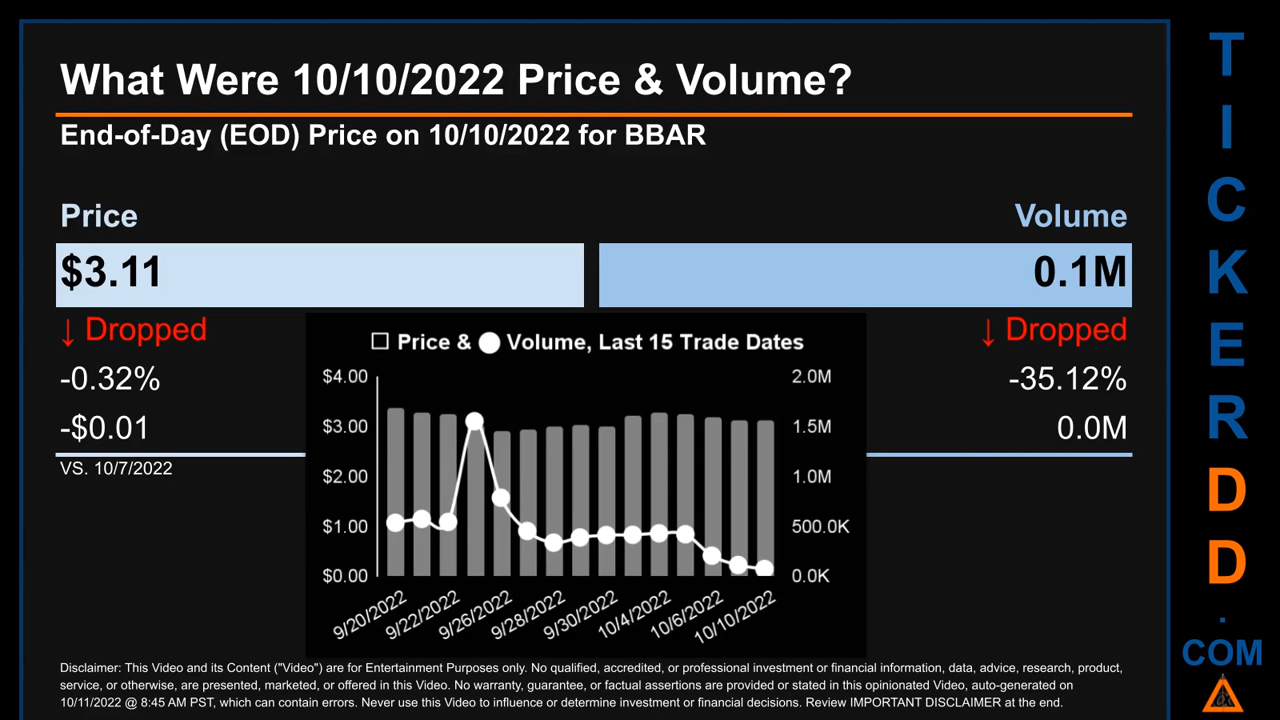 What Were 10/10/2022 Price & Volume?
End-of-Day (EOD) Price on 10/10/2022 for BBAR
Price
Volume
$3.11
0.1M
↓ Dropped
↓ Dropped
-0.32%
-35.12%
-$0.01
0.0M
VS. 10/7/2022
Price & Volume, Last 15 Trade Dates
$4.00
$3.00
$2.00
$1.00
$0.00
2.0M
1.5M
1.0M
500.0K
0.0K
9/20/2022
9/22/2022
9/26/2022
9/28/2022
9/30/2022
10/4/2022
10/6/2022
10/10/2022
Disclaimer: This Video and its Content ("Video") are for Entertainment Purposes only. No qualified, accredited, or professional investment or financial information, data, advice, research, product,
service, or otherwise, are presented, marketed, or offered in this Video. No warranty, guarantee, or factual assertions are provided or stated in this opinionated Video, auto-generated on
10/11/2022 @ 8:45 AM PST, which can contain errors. Never use this Video to influence or determine investment or financial decisions. Review IMPORTANT DISCLAIMER at the end.
T
I
C
K
E
R
D
D
.
COM